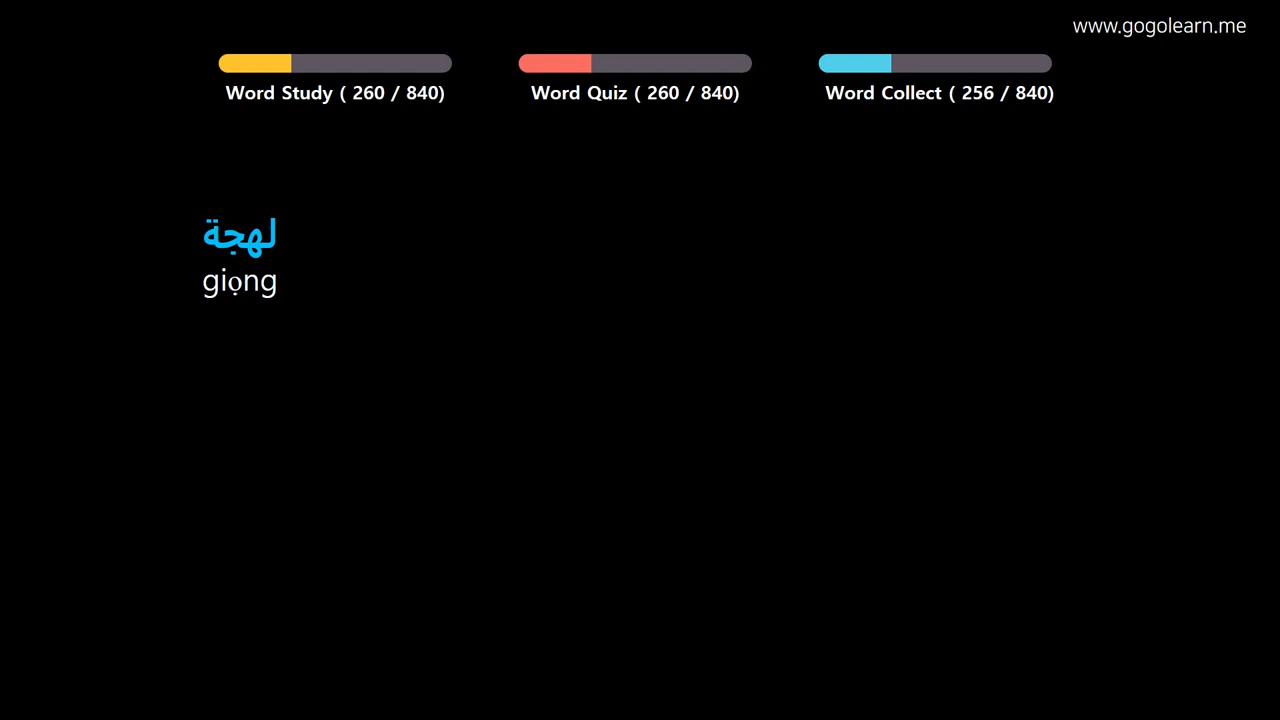 www.gogolearn.me
Word Study ( 260 / 840)
Word Quiz ( 260 / 840)
Word Collect ( 256 / 840)
لهجة
giọng